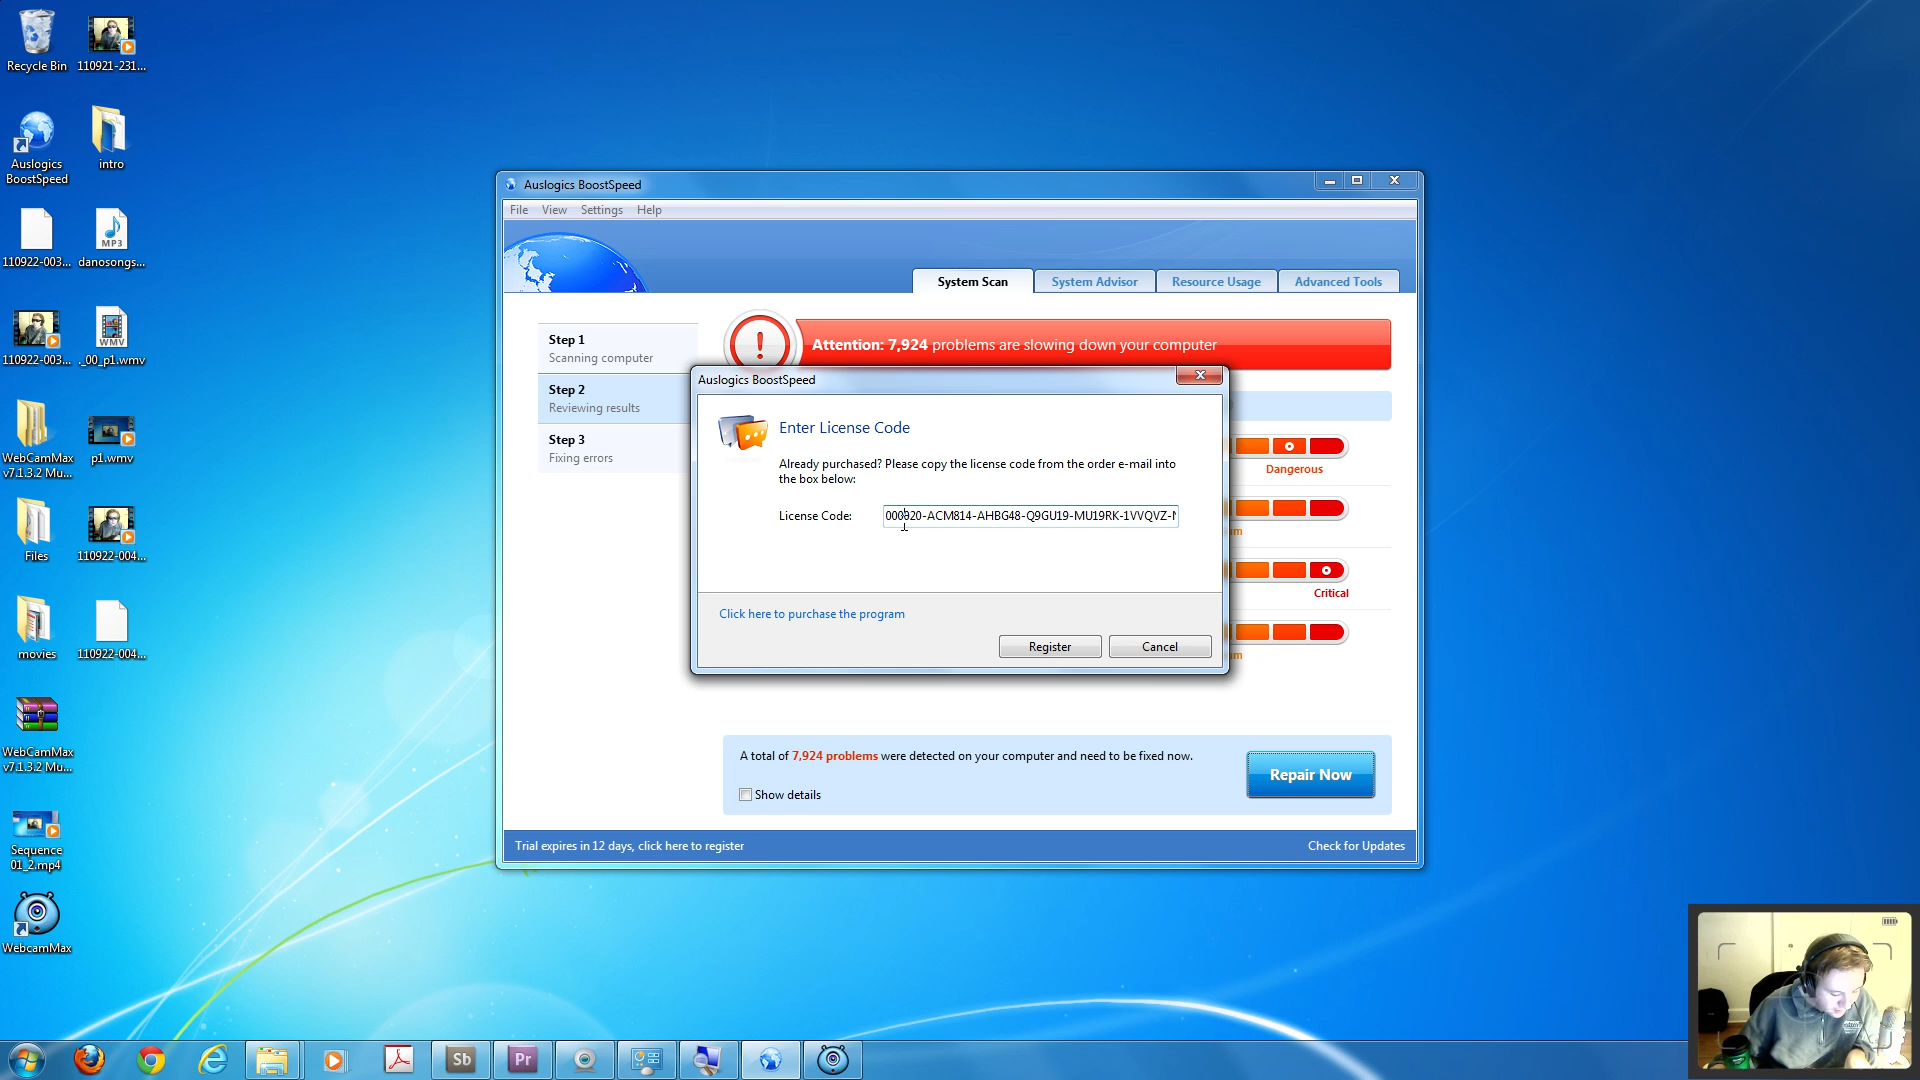 Recycle Bin
110921-231...
Auslogics
BoostSpeed
intro
110922-003...
danosongs...
MP3
110922-003...
._00_p1.wmv
WMV
WebCamMax
v7.1.3.2 Mu...
p1.wmv
Files
110922-004...
movies
110922-004...
WebCamMax
v7.1.3.2 Mu...
Sequence
01_2.mp4
WebcamMax
Auslogics BoostSpeed
File View Settings Help
System Scan System Advisor Resource Usage Advanced Tools
Step 1
Scanning computer
Step 2
Reviewing results
Step 3
Fixing errors
Attention: 7,924 problems are slowing down your computer
Dangerous
Critical
Auslogics BoostSpeed
Enter License Code
Already purchased? Please copy the license code from the order e-mail into
the box below:
License Code: 000920-ACM814-AHBG48-Q9GU19-MU19RK-1VVQVZ-
Click here to purchase the program
Register Cancel
A total of 7,924 problems were detected on your computer and need to be fixed now.
Show details
Repair Now
Trial expires in 12 days, click here to register
Check for Updates
Sb
Pr